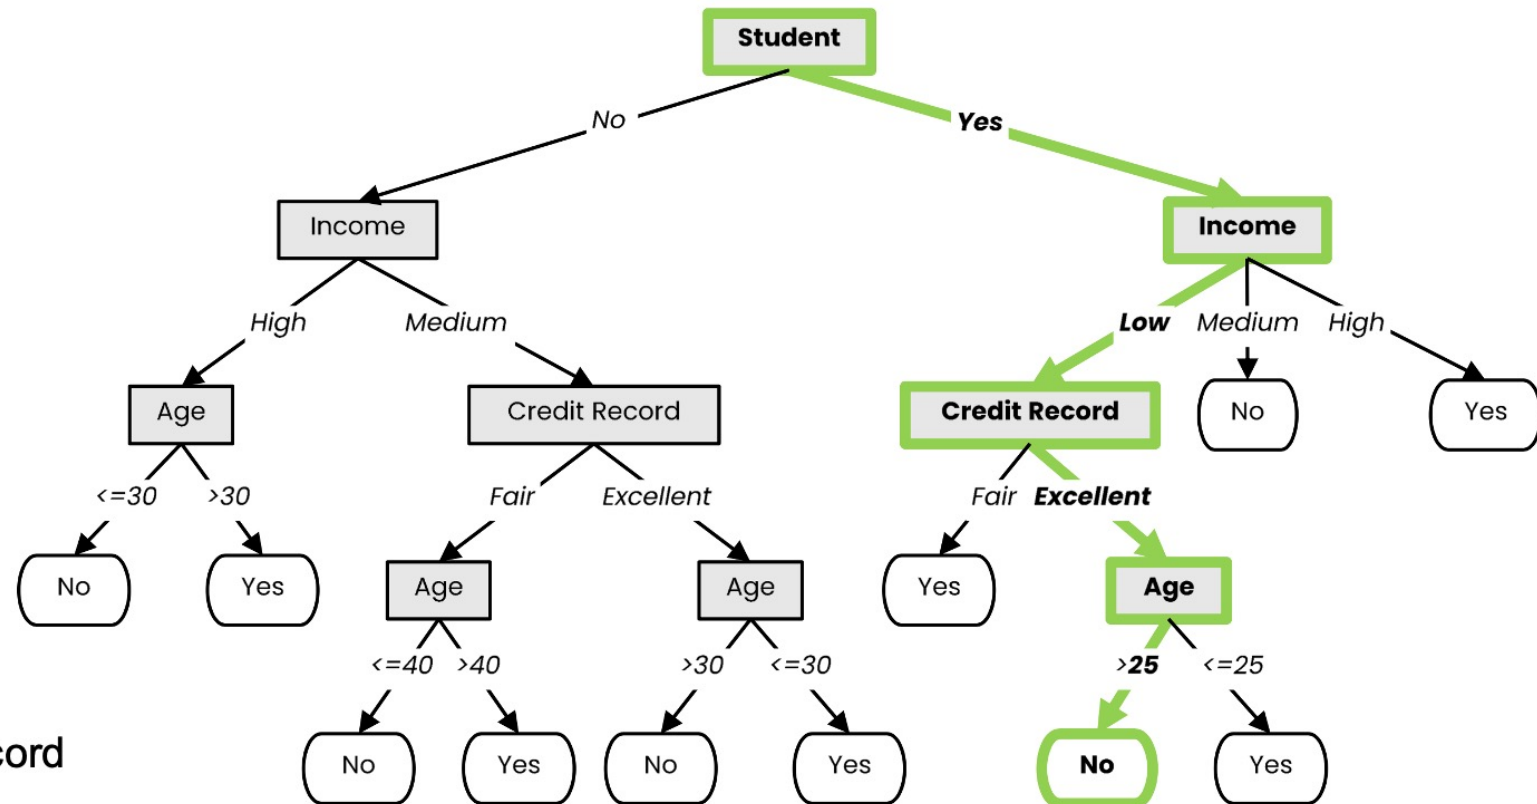 Student
No Yes
Income Income
High Medium Low Medium High
Age Credit Record Credit Record No Yes
<=30 >30 Fair Excellent Fair Excellent
No Yes Age Age Yes Age
<=40 >40 >30 <=30 >25 <=25
cord
No Yes No Yes No Yes